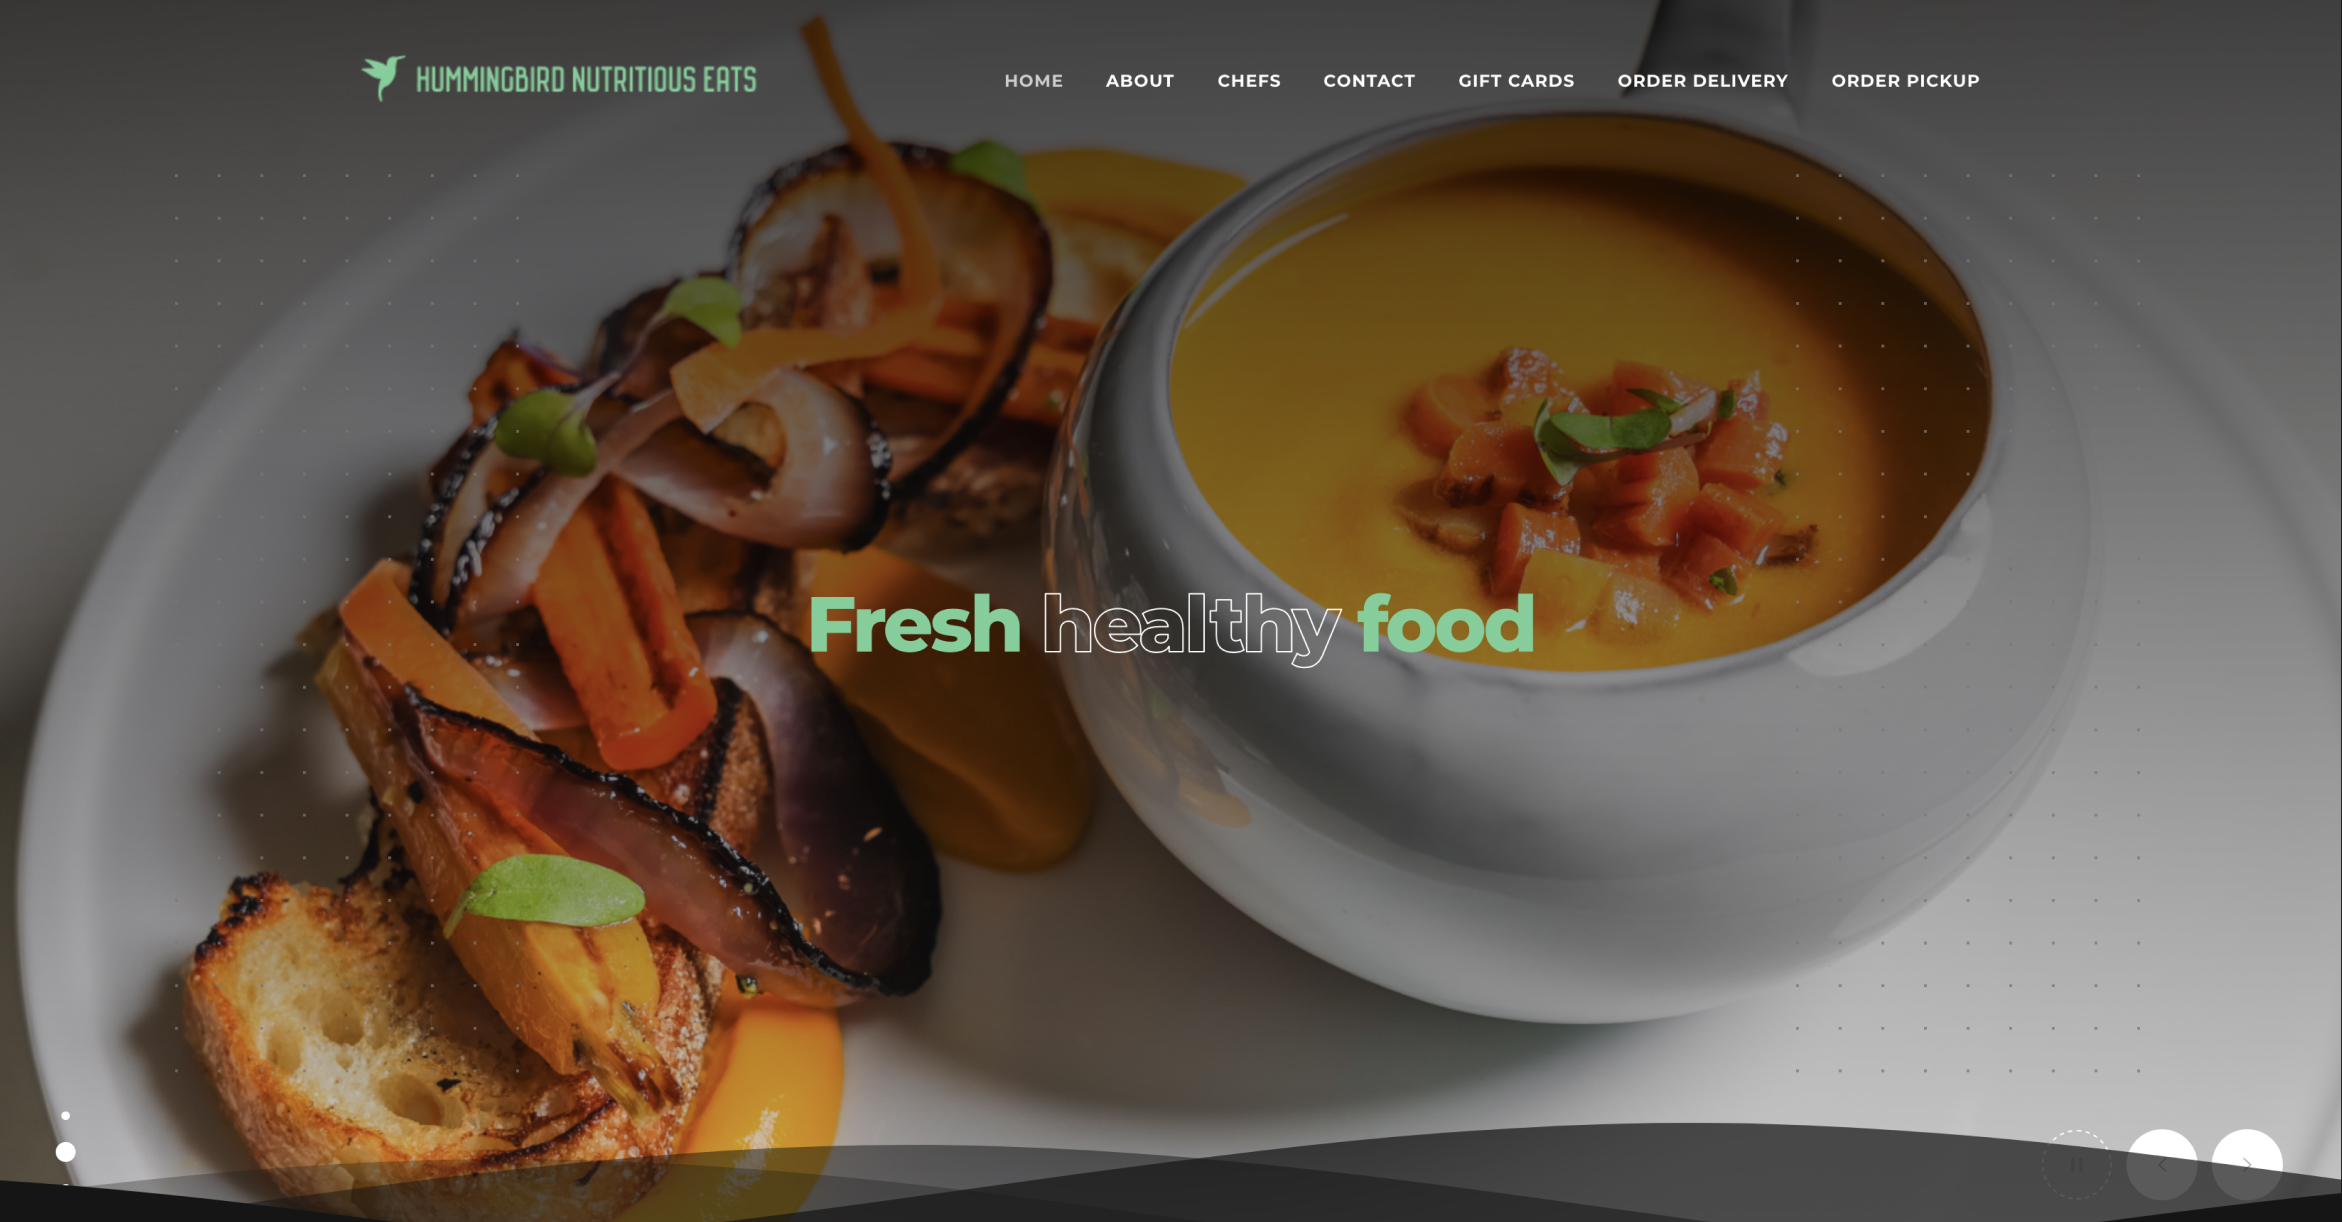 HUMMINGBIRD NUTRITIOUS EATS
HOME ABOUT CHEFS CONTACT GIFT CARDS ORDER DELIVERY ORDER PICKUP
Fresh healthy food